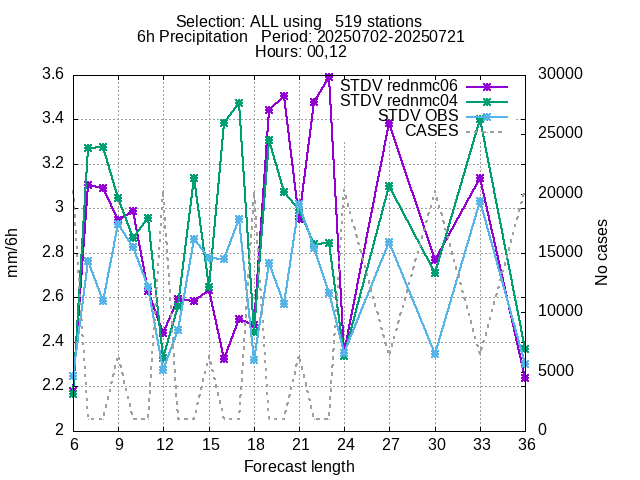 Selection: ALL using   519 stations
6h Precipitation   Period: 20250702-20250721
Hours: 00,12
STDV rednmc06
STDV rednmc04
STDV OBS
CASES
3.6
3.4
3.2
3
2.8
2.6
2.4
2.2
2
30000
25000
20000
15000
10000
5000
0
mm/6h
No cases
6 9 12 15 18 21 24 27 30 33 36
Forecast length